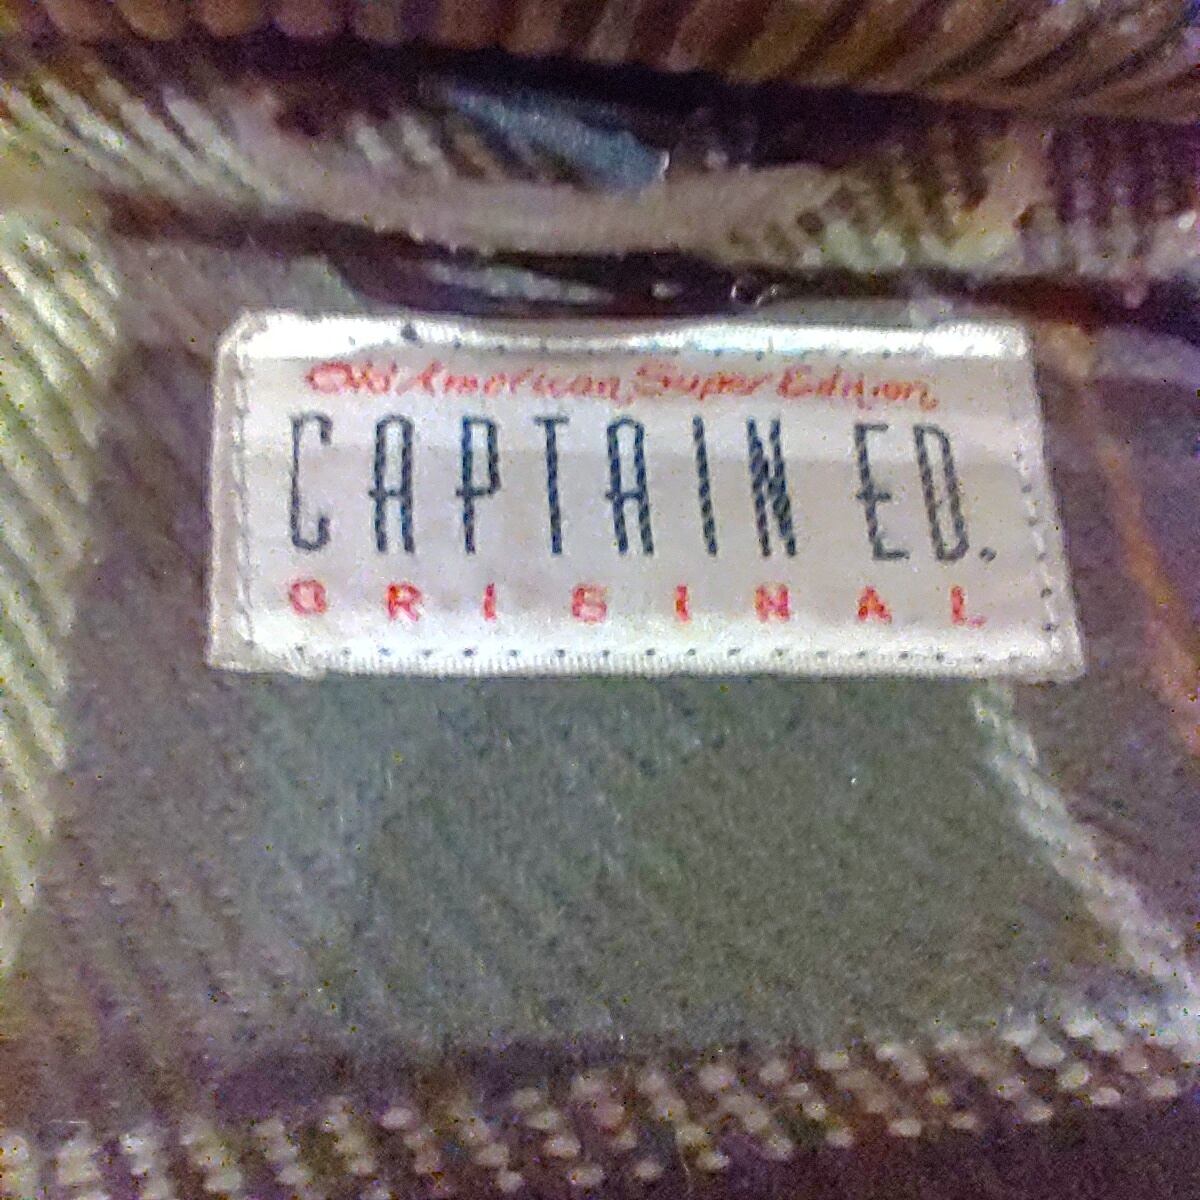 Old American Super Edition
CAPTAIN ED.
ORIGINAL